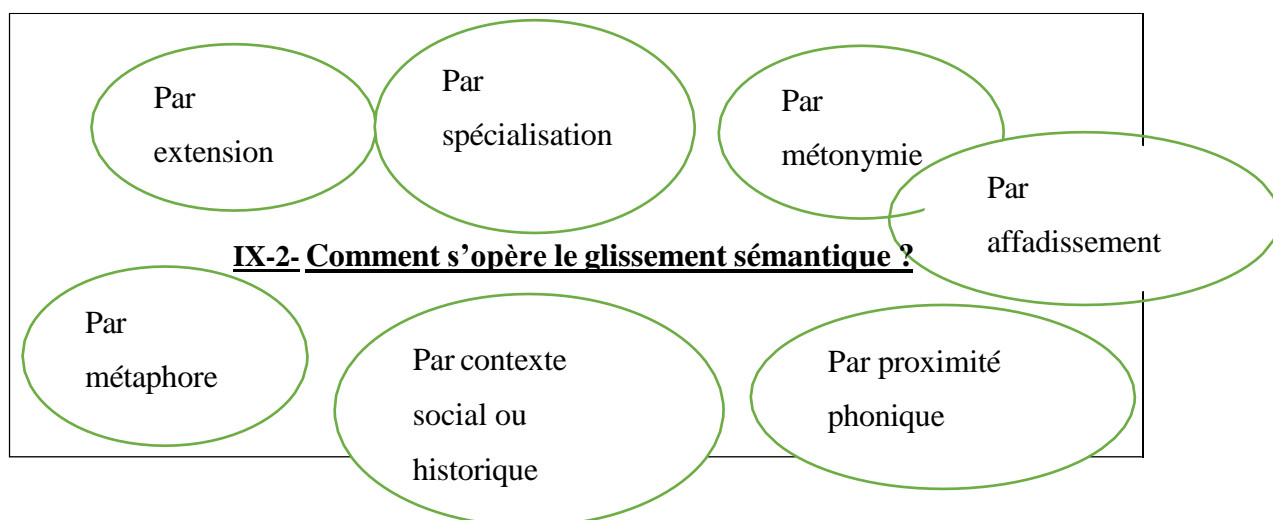 Par
extension
Par
spécialisation
Par
métonymie
Par
affadissement
IX-2- Comment s’opère le glissement sémantique ?
Par
métaphore
Par contexte
social ou
historique
Par proximité
phonique